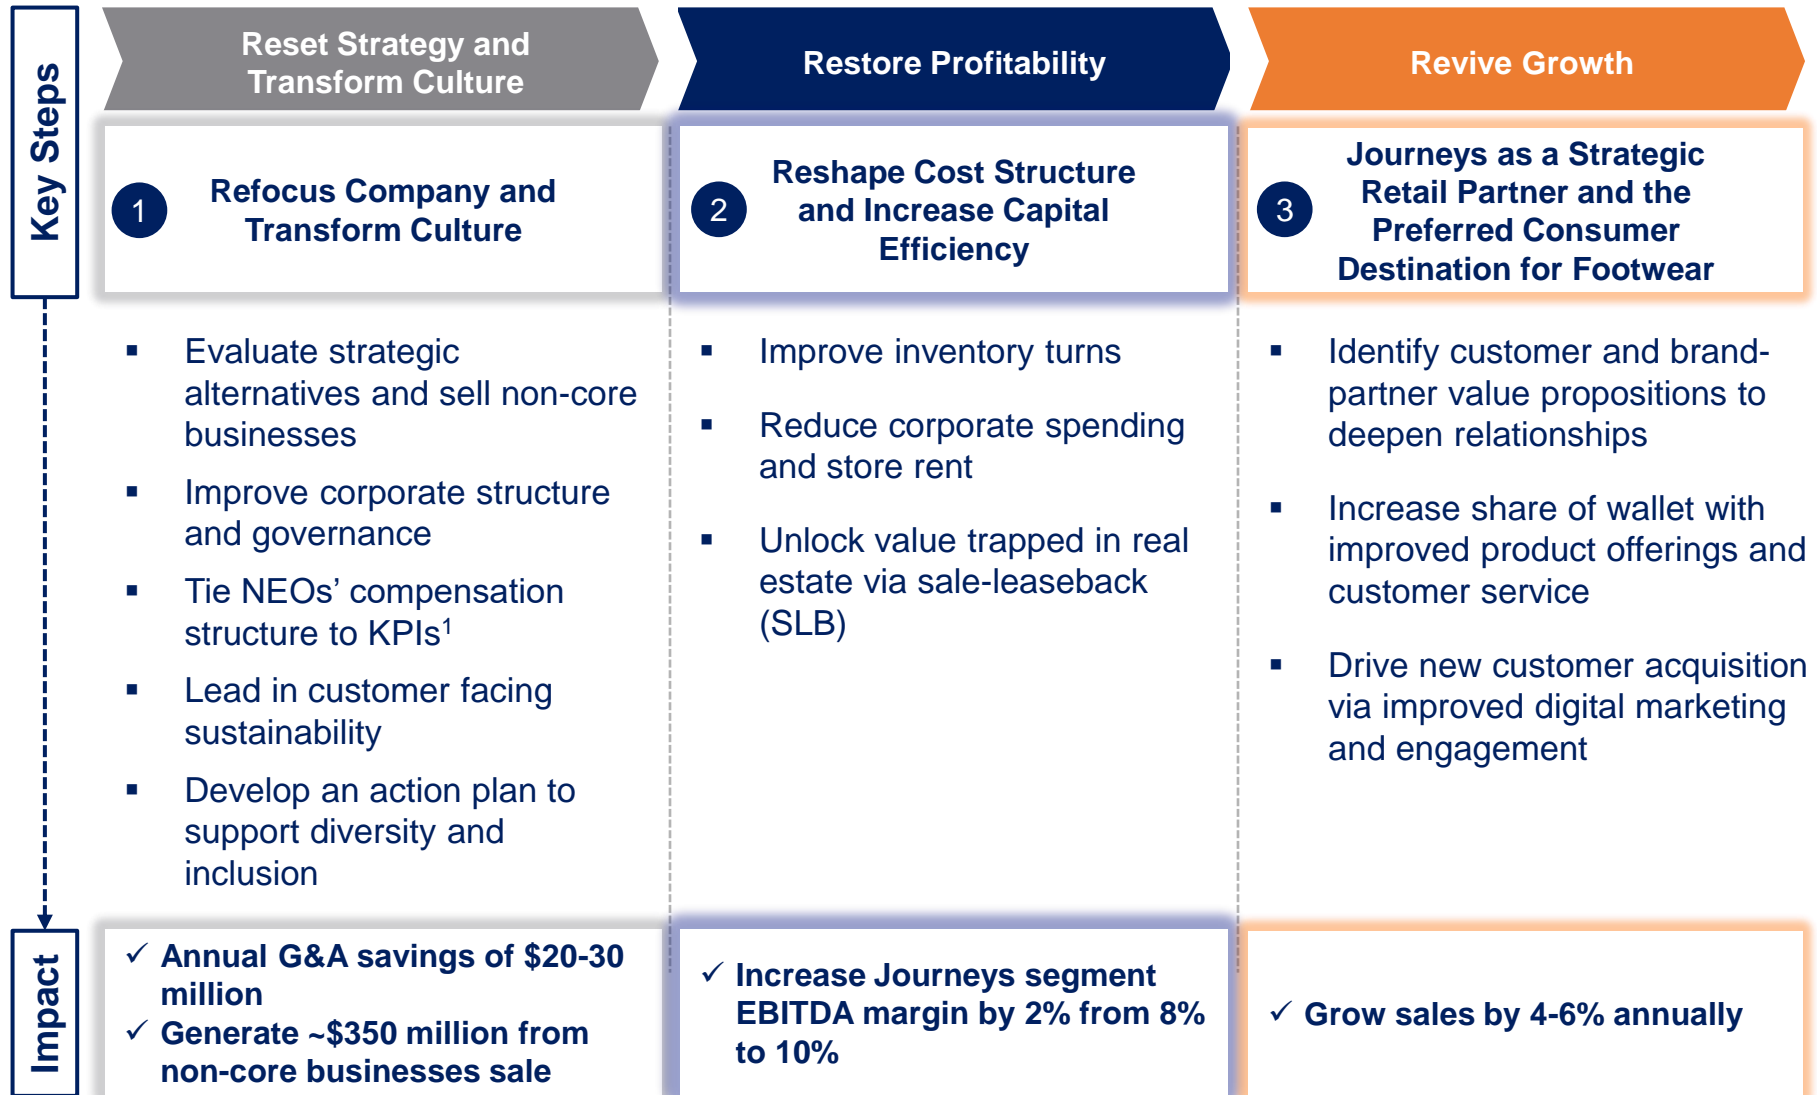 Key Steps
Reset Strategy and
Transform Culture
Restore Profitability
Revive Growth
1
Refocus Company and
Transform Culture
2
Reshape Cost Structure
and Increase Capital
Efficiency
3
Journeys as a Strategic
Retail Partner and the
Preferred Consumer
Destination for Footwear
▪ Evaluate strategic
alternatives and sell non-core
businesses
▪ Improve corporate structure
and governance
▪ Tie NEOs’ compensation
structure to KPIs¹
▪ Lead in customer facing
sustainability
▪ Develop an action plan to
support diversity and
inclusion
▪ Improve inventory turns
▪ Reduce corporate spending
and store rent
▪ Unlock value trapped in real
estate via sale-leaseback
(SLB)
▪ Identify customer and brand-
partner value propositions to
deepen relationships
▪ Increase share of wallet with
improved product offerings and
customer service
▪ Drive new customer acquisition
via improved digital marketing
and engagement
Impact
✓ Annual G&A savings of $20-30
million
✓ Generate ~$350 million from
non-core businesses sale
✓ Increase Journeys segment
EBITDA margin by 2% from 8%
to 10%
✓ Grow sales by 4-6% annually